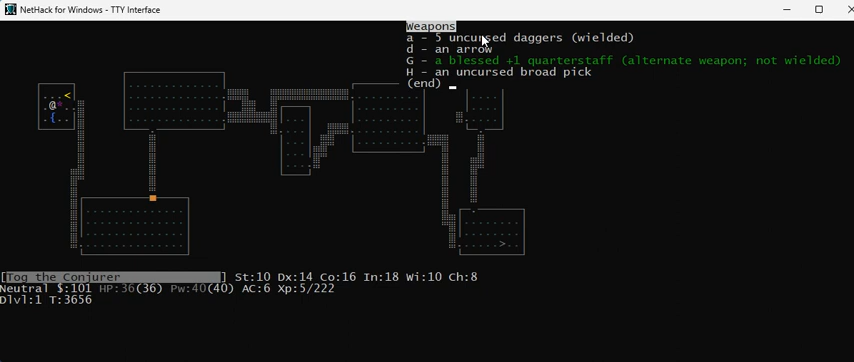 NetHack for Windows - TTY Interface
Weapons
a - 5 uncursed daggers (wielded)
d - an arrow
G - a blessed +1 quarterstaff (alternate weapon; not wielded)
H - an uncursed broad pick
(end)
[Tog the Conjurer ] St:10 Dx:14 Co:16 In:18 Wi:10 Ch:8
Neutral $:101 HP:36(36) Pw:40(40) AC:6 Xp:5/222
Dlvl:1 T:3656